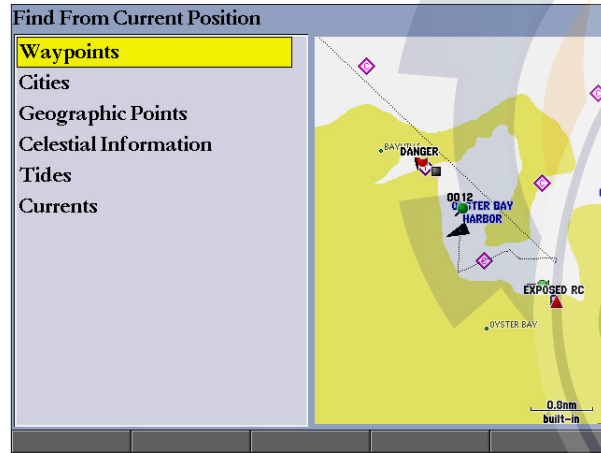 Find From Current Position
Waypoints
Cities
Geographic Points
Celestial Information
Tides
Currents
DANGER
0012
OYSTER BAY
HARBOR
EXPOSED RC
OYSTER BAY
0.8nm
built-in